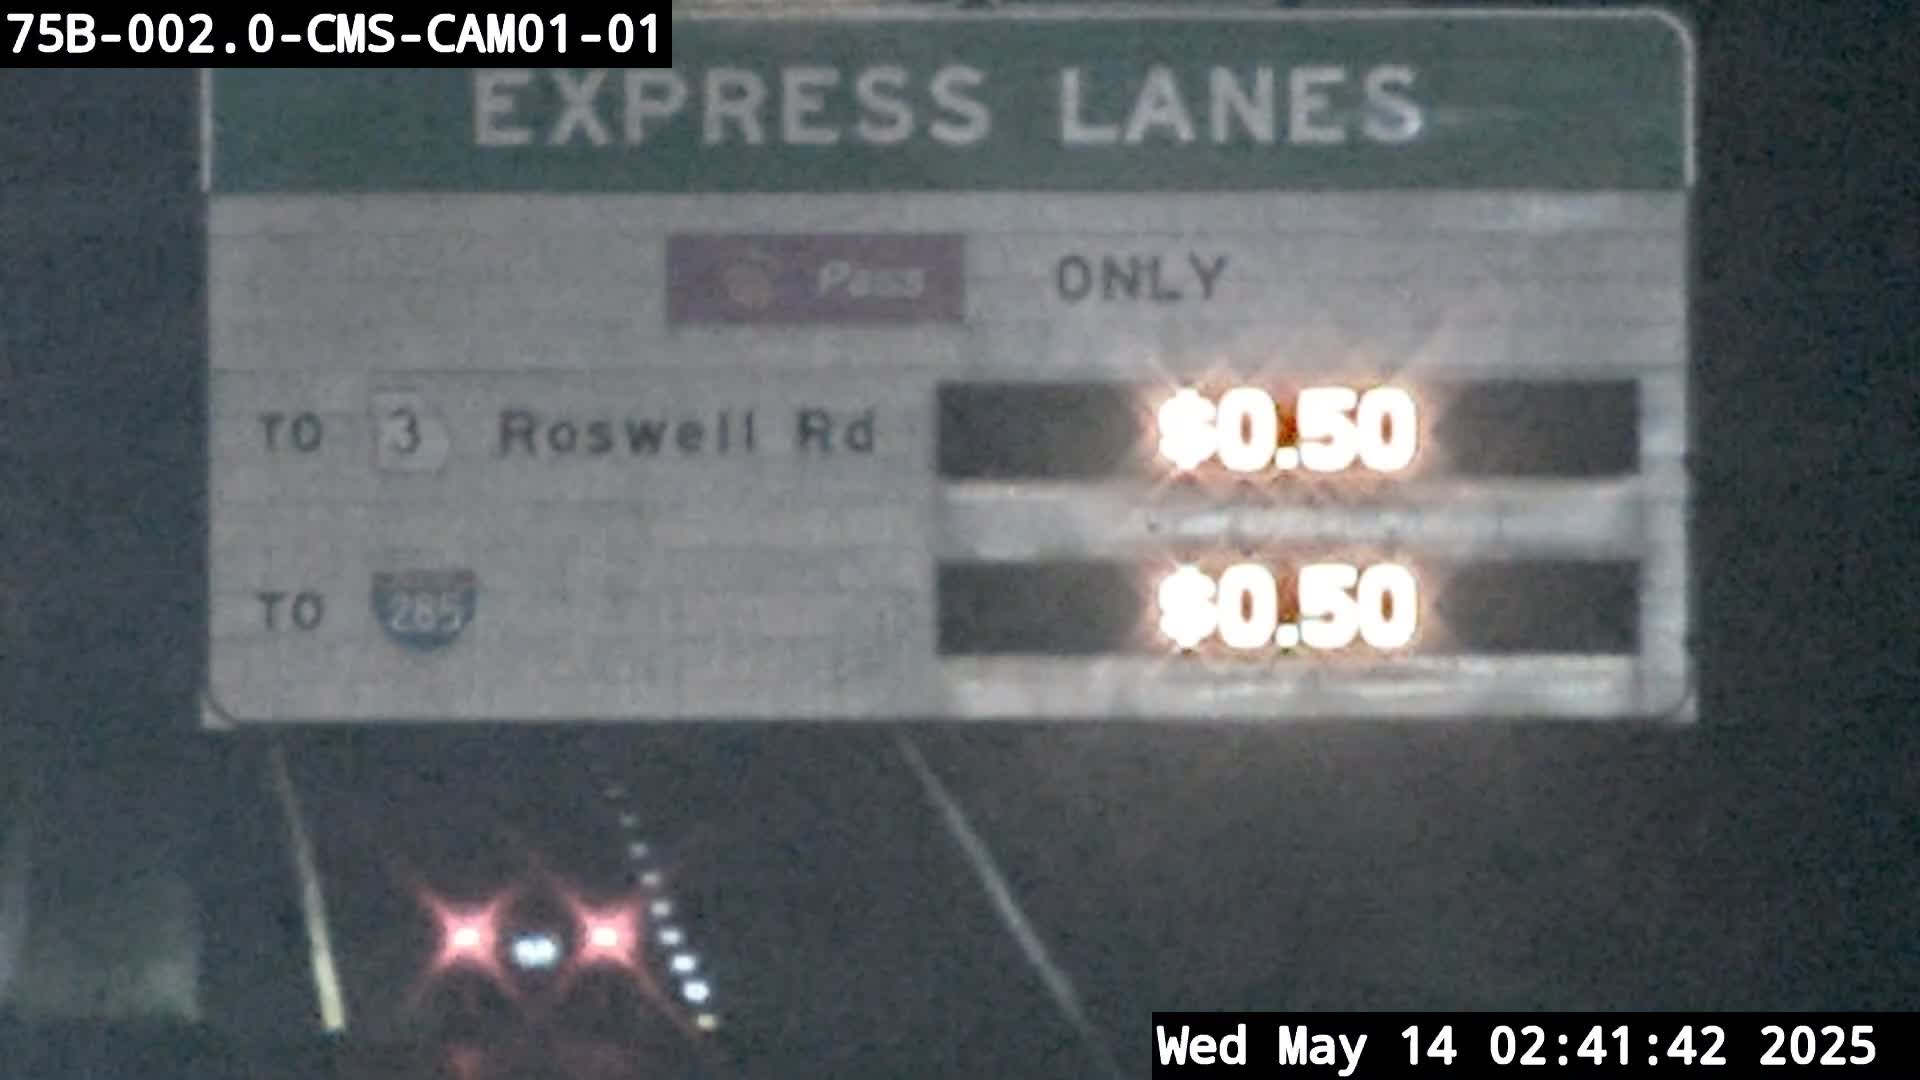 75B-002.0-CMS-CAM01-01
EXPRESS LANES
Pass ONLY
TO 3 Roswell Rd $0.50
TO 285 $0.50
Wed May 14 02:41:42 2025